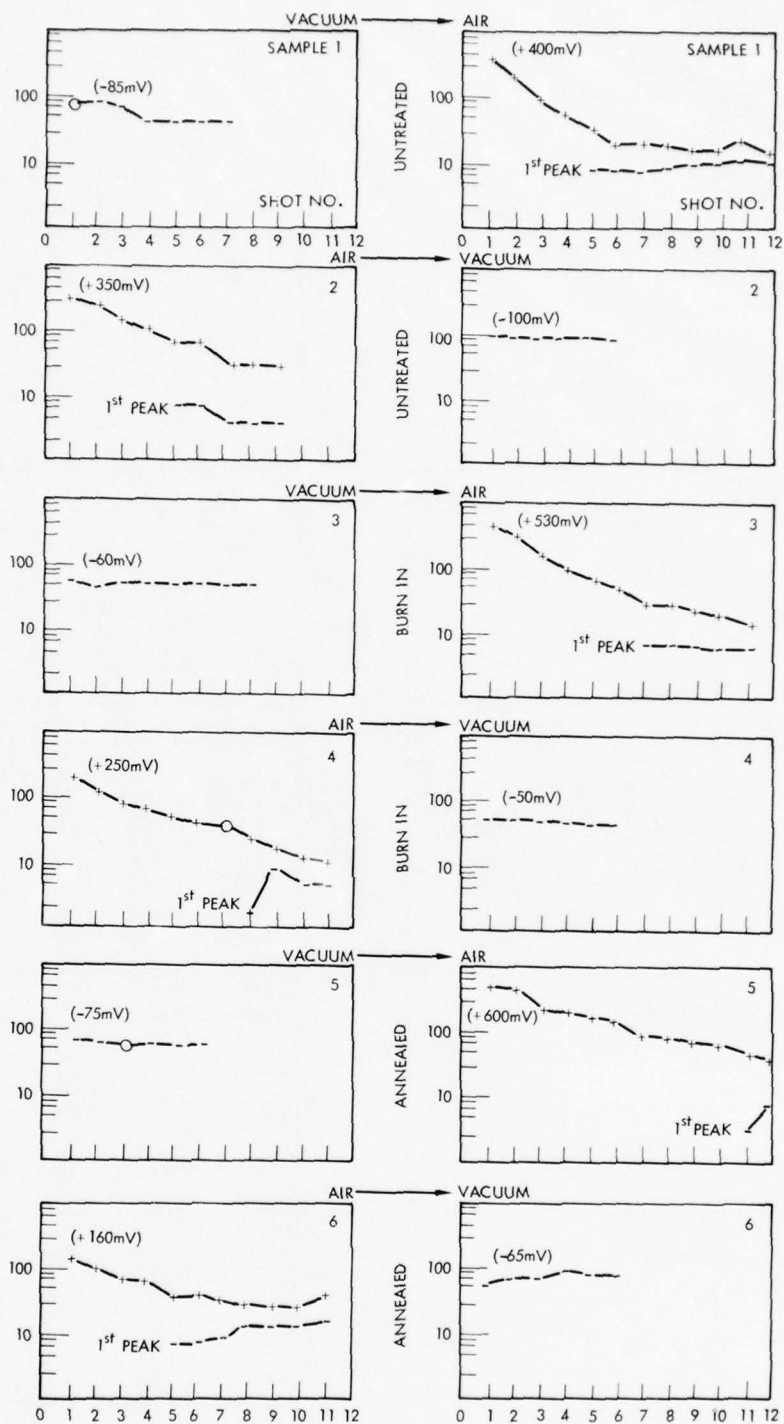 VACUUM AIR
SAMPLE 1
(-85mV)
100
10
SHOT NO.
0 1 2 3 4 5 6 7 8 9 10 11 12
UNTREATED
SAMPLE 1
(+400mV)
100
10
1st PEAK
SHOT NO.
0 1 2 3 4 5 6 7 8 9 10 11 12
AIR VACUUM
2
(+350mV)
100
10
1st PEAK
UNTREATED
2
(-100mV)
100
10
VACUUM AIR
3
(-60mV)
100
10
BURN IN
3
(+530mV)
100
10
1st PEAK
AIR VACUUM
4
(+250mV)
100
10
1st PEAK
BURN IN
4
(-50mV)
100
10
VACUUM AIR
5
(-75mV)
100
10
ANNEAIED
5
(+600mV)
100
10
1st PEAK
AIR VACUUM
6
(+160mV)
100
10
1st PEAK
0 1 2 3 4 5 6 7 8 9 10 11 12
ANNEAIED
6
(-65mV)
100
10
0 1 2 3 4 5 6 7 8 9 10 11 12